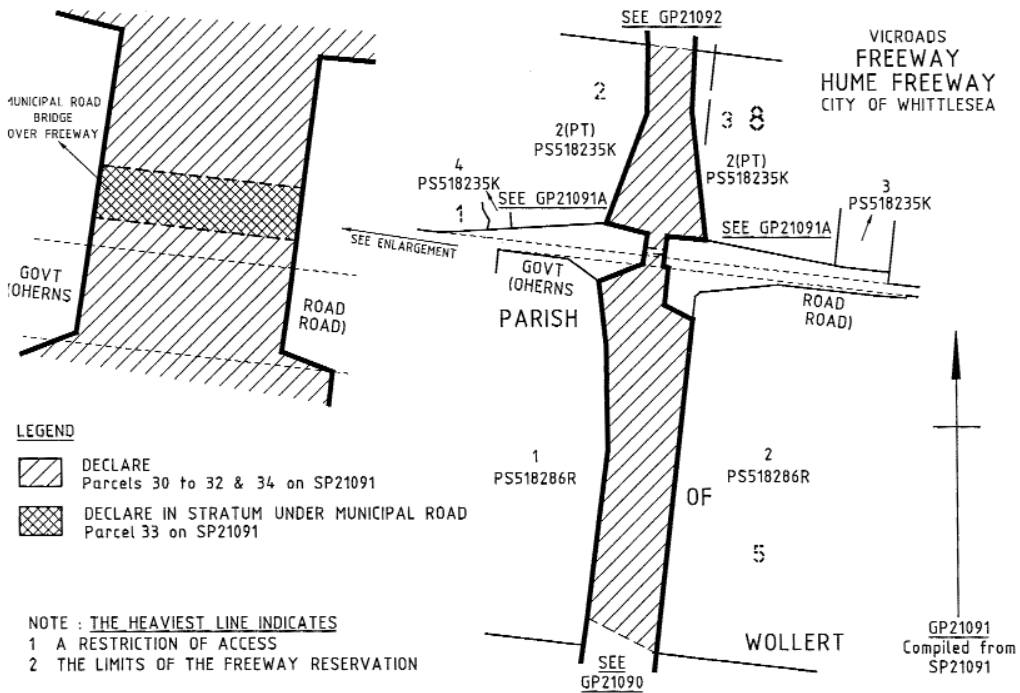 SEE GP21092
VICROADS
FREEWAY
HUME FREEWAY
CITY OF WHITTLESEA
MUNICIPAL ROAD
BRIDGE
OVER FREEWAY
2
3 8
2(PT)
PS518235K
2(PT)
PS518235K
4
PS518235K
SEE GP21091A
1
3
PS518235K
SEE GP21091A
SEE ENLARGEMENT
GOVT
(OHERNS
ROAD
ROAD)
GOVT
(OHERNS
ROAD
ROAD)
PARISH
LEGEND
DECLARE
Parcels 30 to 32 & 34 on SP21091
DECLARE IN STRATUM UNDER MUNICIPAL ROAD
Parcel 33 on SP21091
1
PS518286R
2
PS518286R
OF
5
NOTE : THE HEAVIEST LINE INDICATES
1 A RESTRICTION OF ACCESS
2 THE LIMITS OF THE FREEWAY RESERVATION
WOLLERT
SEE
GP21090
GP21091
Compiled from
SP21091